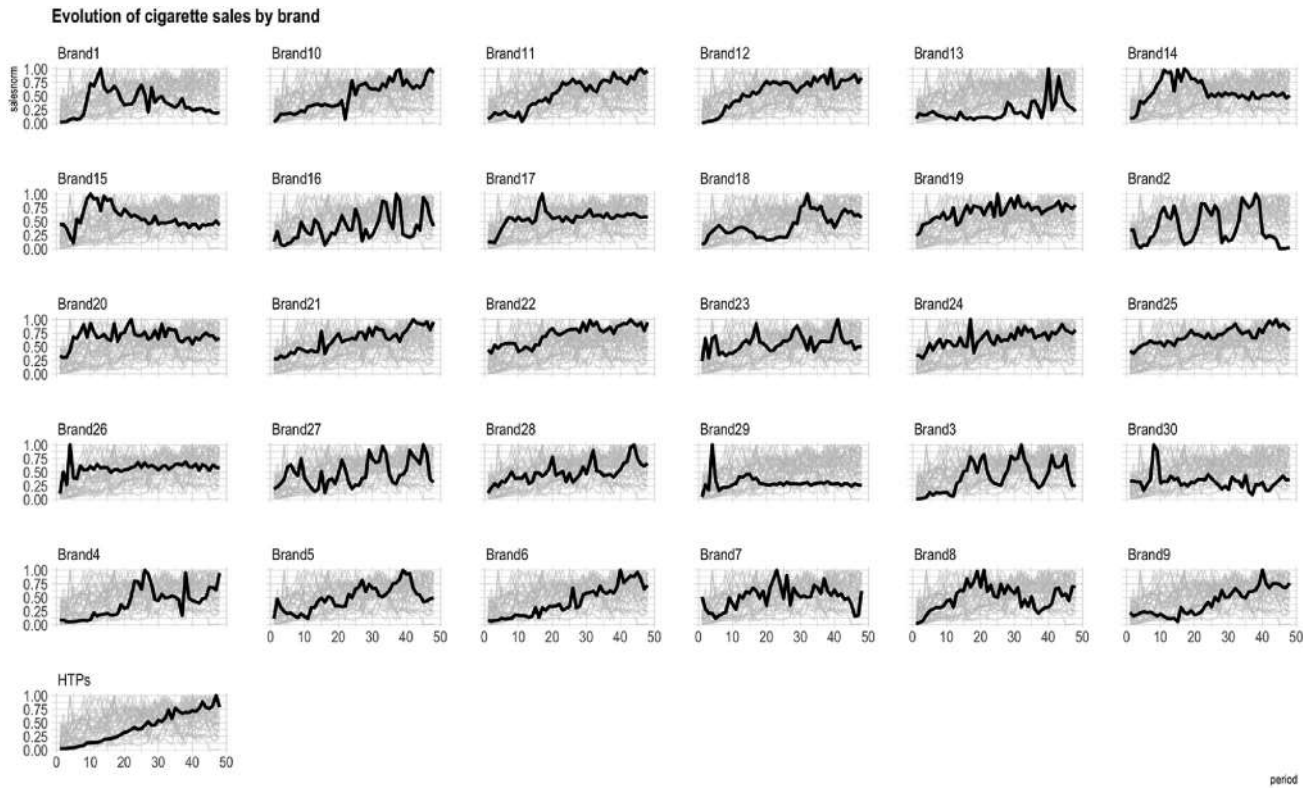 Evolution of cigarette sales by brand
Brand1 Brand10 Brand11 Brand12 Brand13 Brand14
salesnorm
1.00
0.75
0.50
0.25
0.00
Brand15 Brand16 Brand17 Brand18 Brand19 Brand2
1.00
0.75
0.50
0.25
0.00
Brand20 Brand21 Brand22 Brand23 Brand24 Brand25
1.00
0.75
0.50
0.25
0.00
Brand26 Brand27 Brand28 Brand29 Brand3 Brand30
1.00
0.75
0.50
0.25
0.00
Brand4 Brand5 Brand6 Brand7 Brand8 Brand9
1.00
0.75
0.50
0.25
0.00
0 10 20 30 40 50 0 10 20 30 40 50 0 10 20 30 40 50 0 10 20 30 40 50 0 10 20 30 40 50
HTPs
1.00
0.75
0.50
0.25
0.00
0 10 20 30 40 50
period